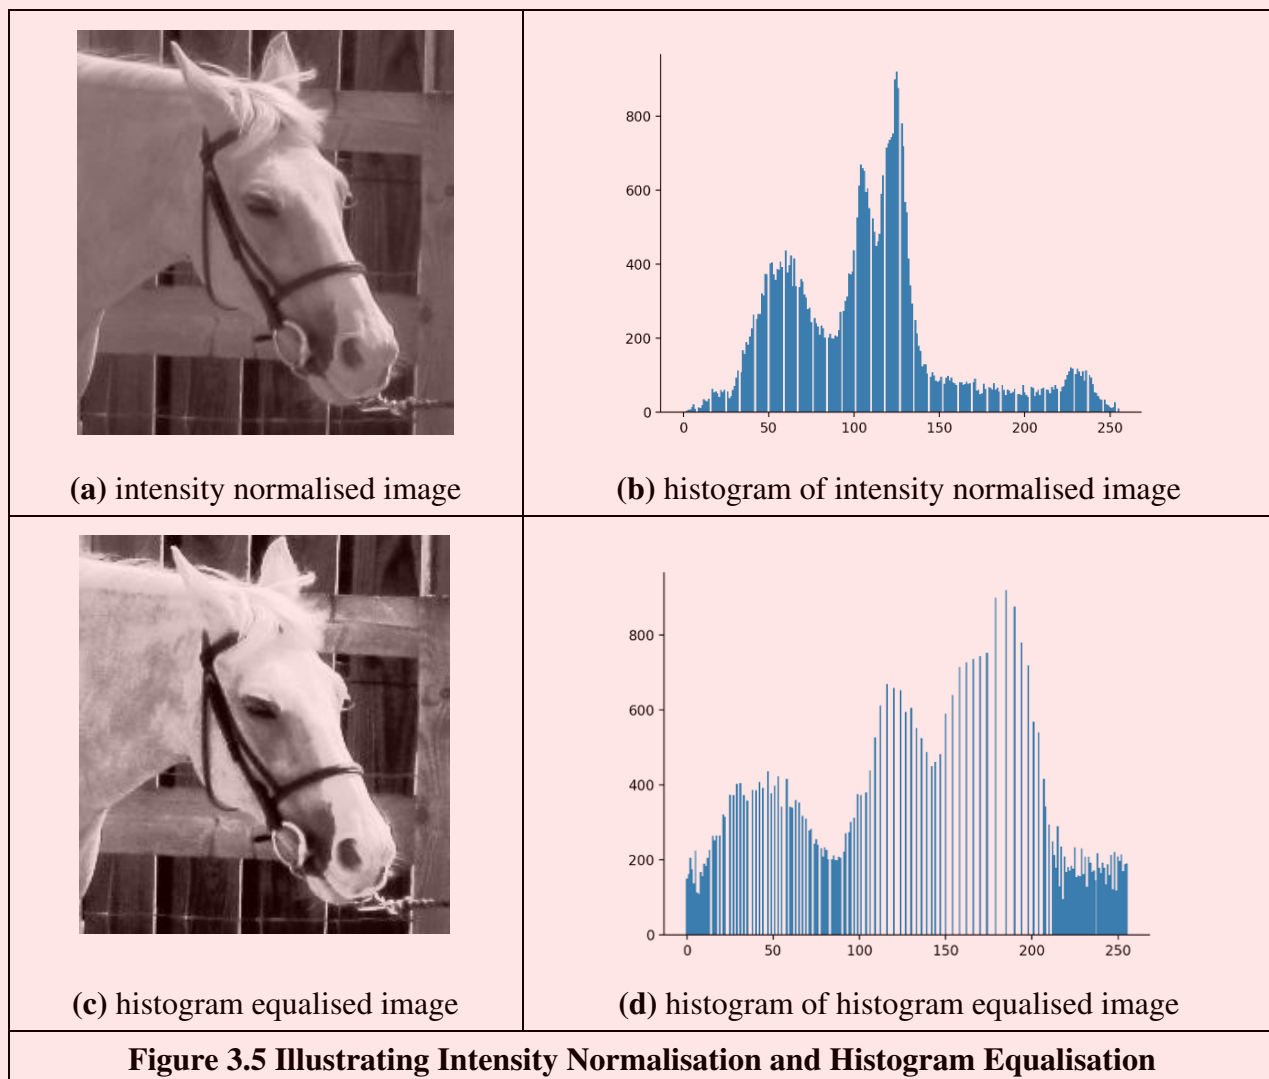 800
600
400
200
0
0 50 100 150 200 250
(a) intensity normalised image
(b) histogram of intensity normalised image
800
600
400
200
0
0 50 100 150 200 250
(c) histogram equalised image
(d) histogram of histogram equalised image
Figure 3.5 Illustrating Intensity Normalisation and Histogram Equalisation